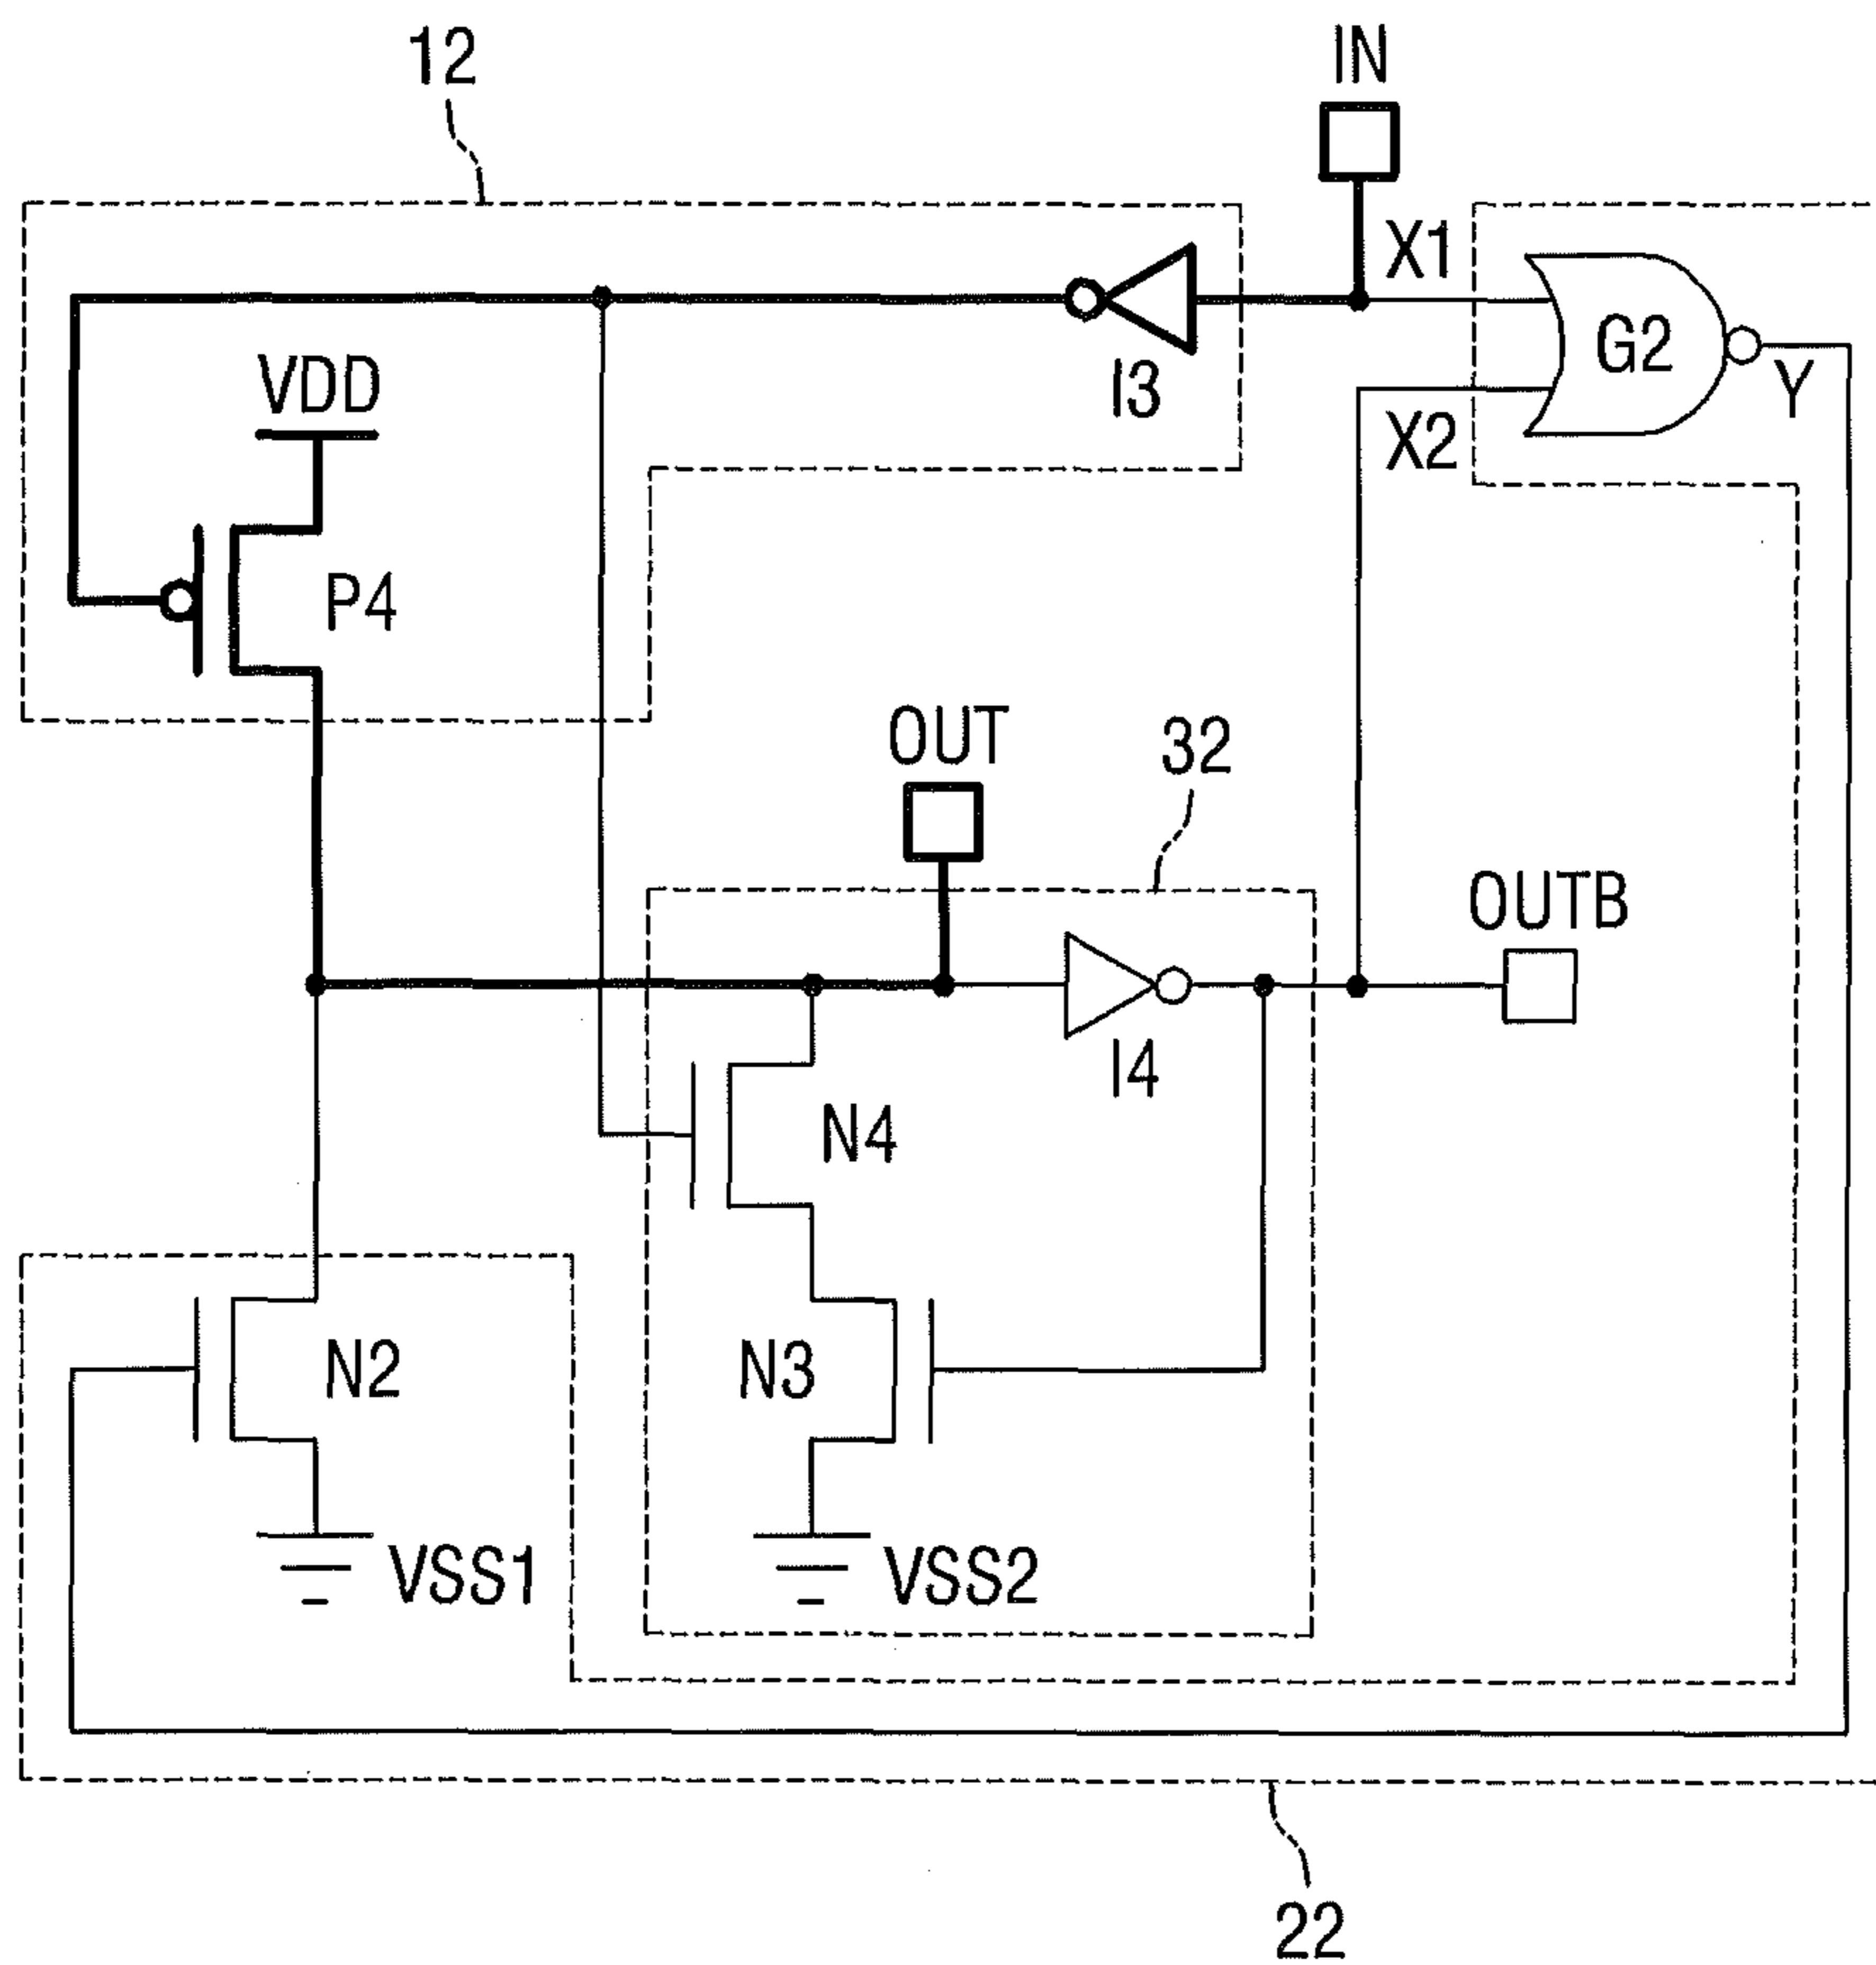 12
IN
X1
G2
Y
I3
X2
VDD
P4
OUT
32
OUTB
I4
N4
N2
N3
VSS1
VSS2
22